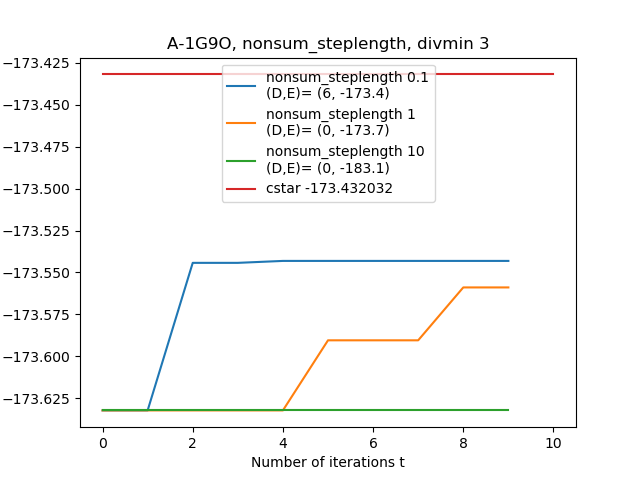 A-1G9O, nonsum_steplength, divmin 3
−173.425
−173.450
−173.475
−173.500
−173.525
−173.550
−173.575
−173.600
−173.625
nonsum_steplength 0.1
(D,E)= (6, -173.4)
nonsum_steplength 1
(D,E)= (0, -173.7)
nonsum_steplength 10
(D,E)= (0, -183.1)
cstar -173.432032
0 2 4 6 8 10
Number of iterations t